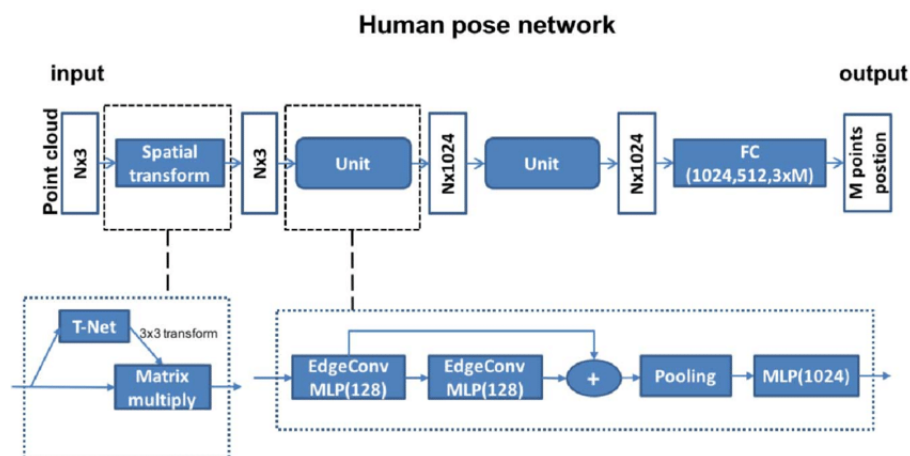 Human pose network
input
output
Point cloud
Nx3
Spatial
transform
Nx3
Unit
Nx1024
Unit
Nx1024
FC
(1024,512,3xM)
M points
postion
T-Net
3x3 transform
Matrix
multiply
EdgeConv
MLP(128)
EdgeConv
MLP(128)
+
Pooling
MLP(1024)